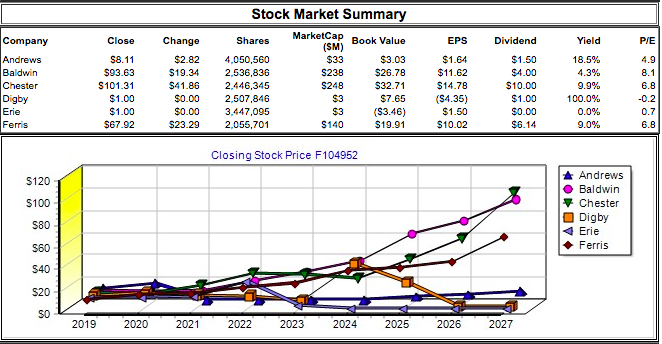 Stock Market Summary
Company Close Change Shares MarketCap ($M) Book Value EPS Dividend Yield P/E
Andrews $8.11 $2.82 4,050,560 $33 $3.03 $1.64 $1.50 18.5% 4.9
Baldwin $93.63 $19.34 2,536,836 $238 $26.78 $11.62 $4.00 4.3% 8.1
Chester $101.31 $41.86 2,446,345 $248 $32.71 $14.78 $10.00 9.9% 6.8
Digby $1.00 $0.00 2,507,846 $3 $7.65 ($4.35) $1.00 100.0% -0.2
Erie $1.00 $0.00 3,447,095 $3 ($3.46) $1.50 $0.00 0.0% 0.7
Ferris $67.92 $23.29 2,055,701 $140 $19.91 $10.02 $6.14 9.0% 6.8
Closing Stock Price F104952
$120
$100
$80
$60
$40
$20
$0
2019 2020 2021 2022 2023 2024 2025 2026 2027
Andrews
Baldwin
Chester
Digby
Erie
Ferris